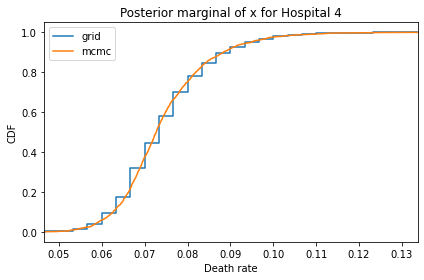 Posterior marginal of x for Hospital 4
grid
mcmc
CDF
1.0
0.8
0.6
0.4
0.2
0.0
0.05 0.06 0.07 0.08 0.09 0.10 0.11 0.12 0.13
Death rate